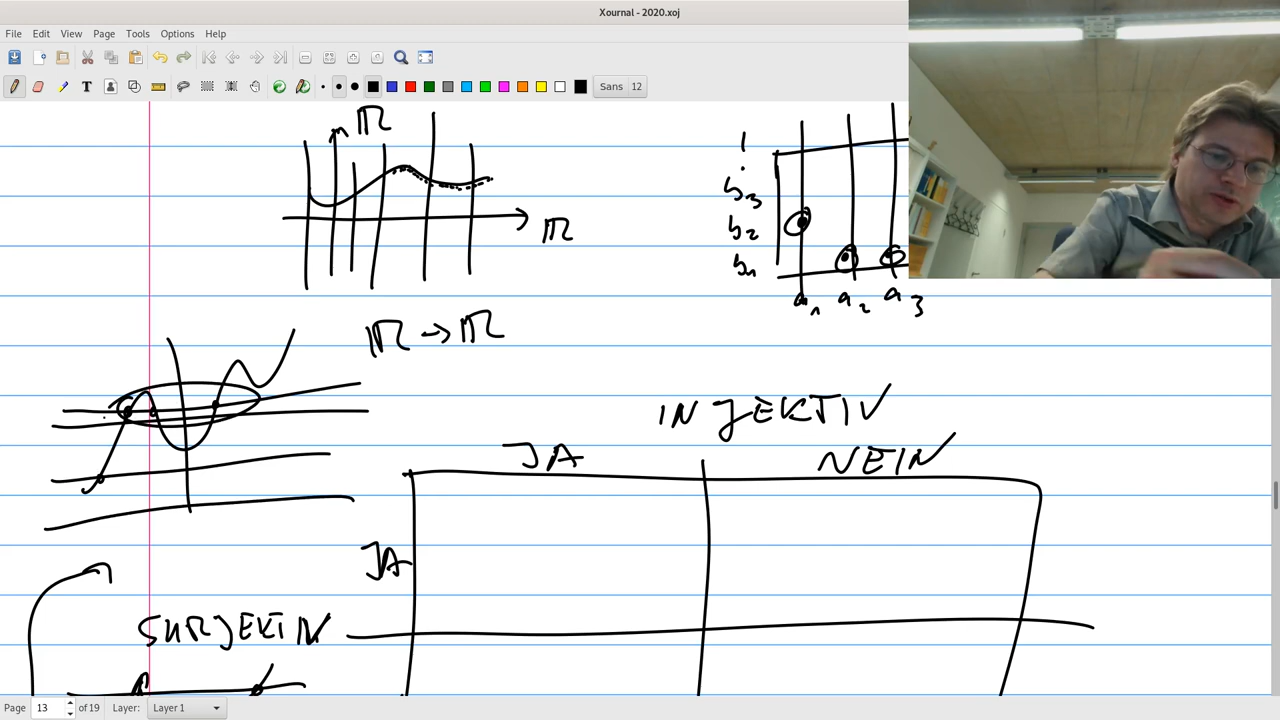 Xournal - 2020.xoj
File Edit View Page Tools Options Help
Sans 12
ℝ
ℝ
b3
b2
b1
a1 a2 a3
ℝ → ℝ
INJEKTIV
JA NEIN
JA
SURJEKTIV
Page 13 of 19 Layer: Layer 1